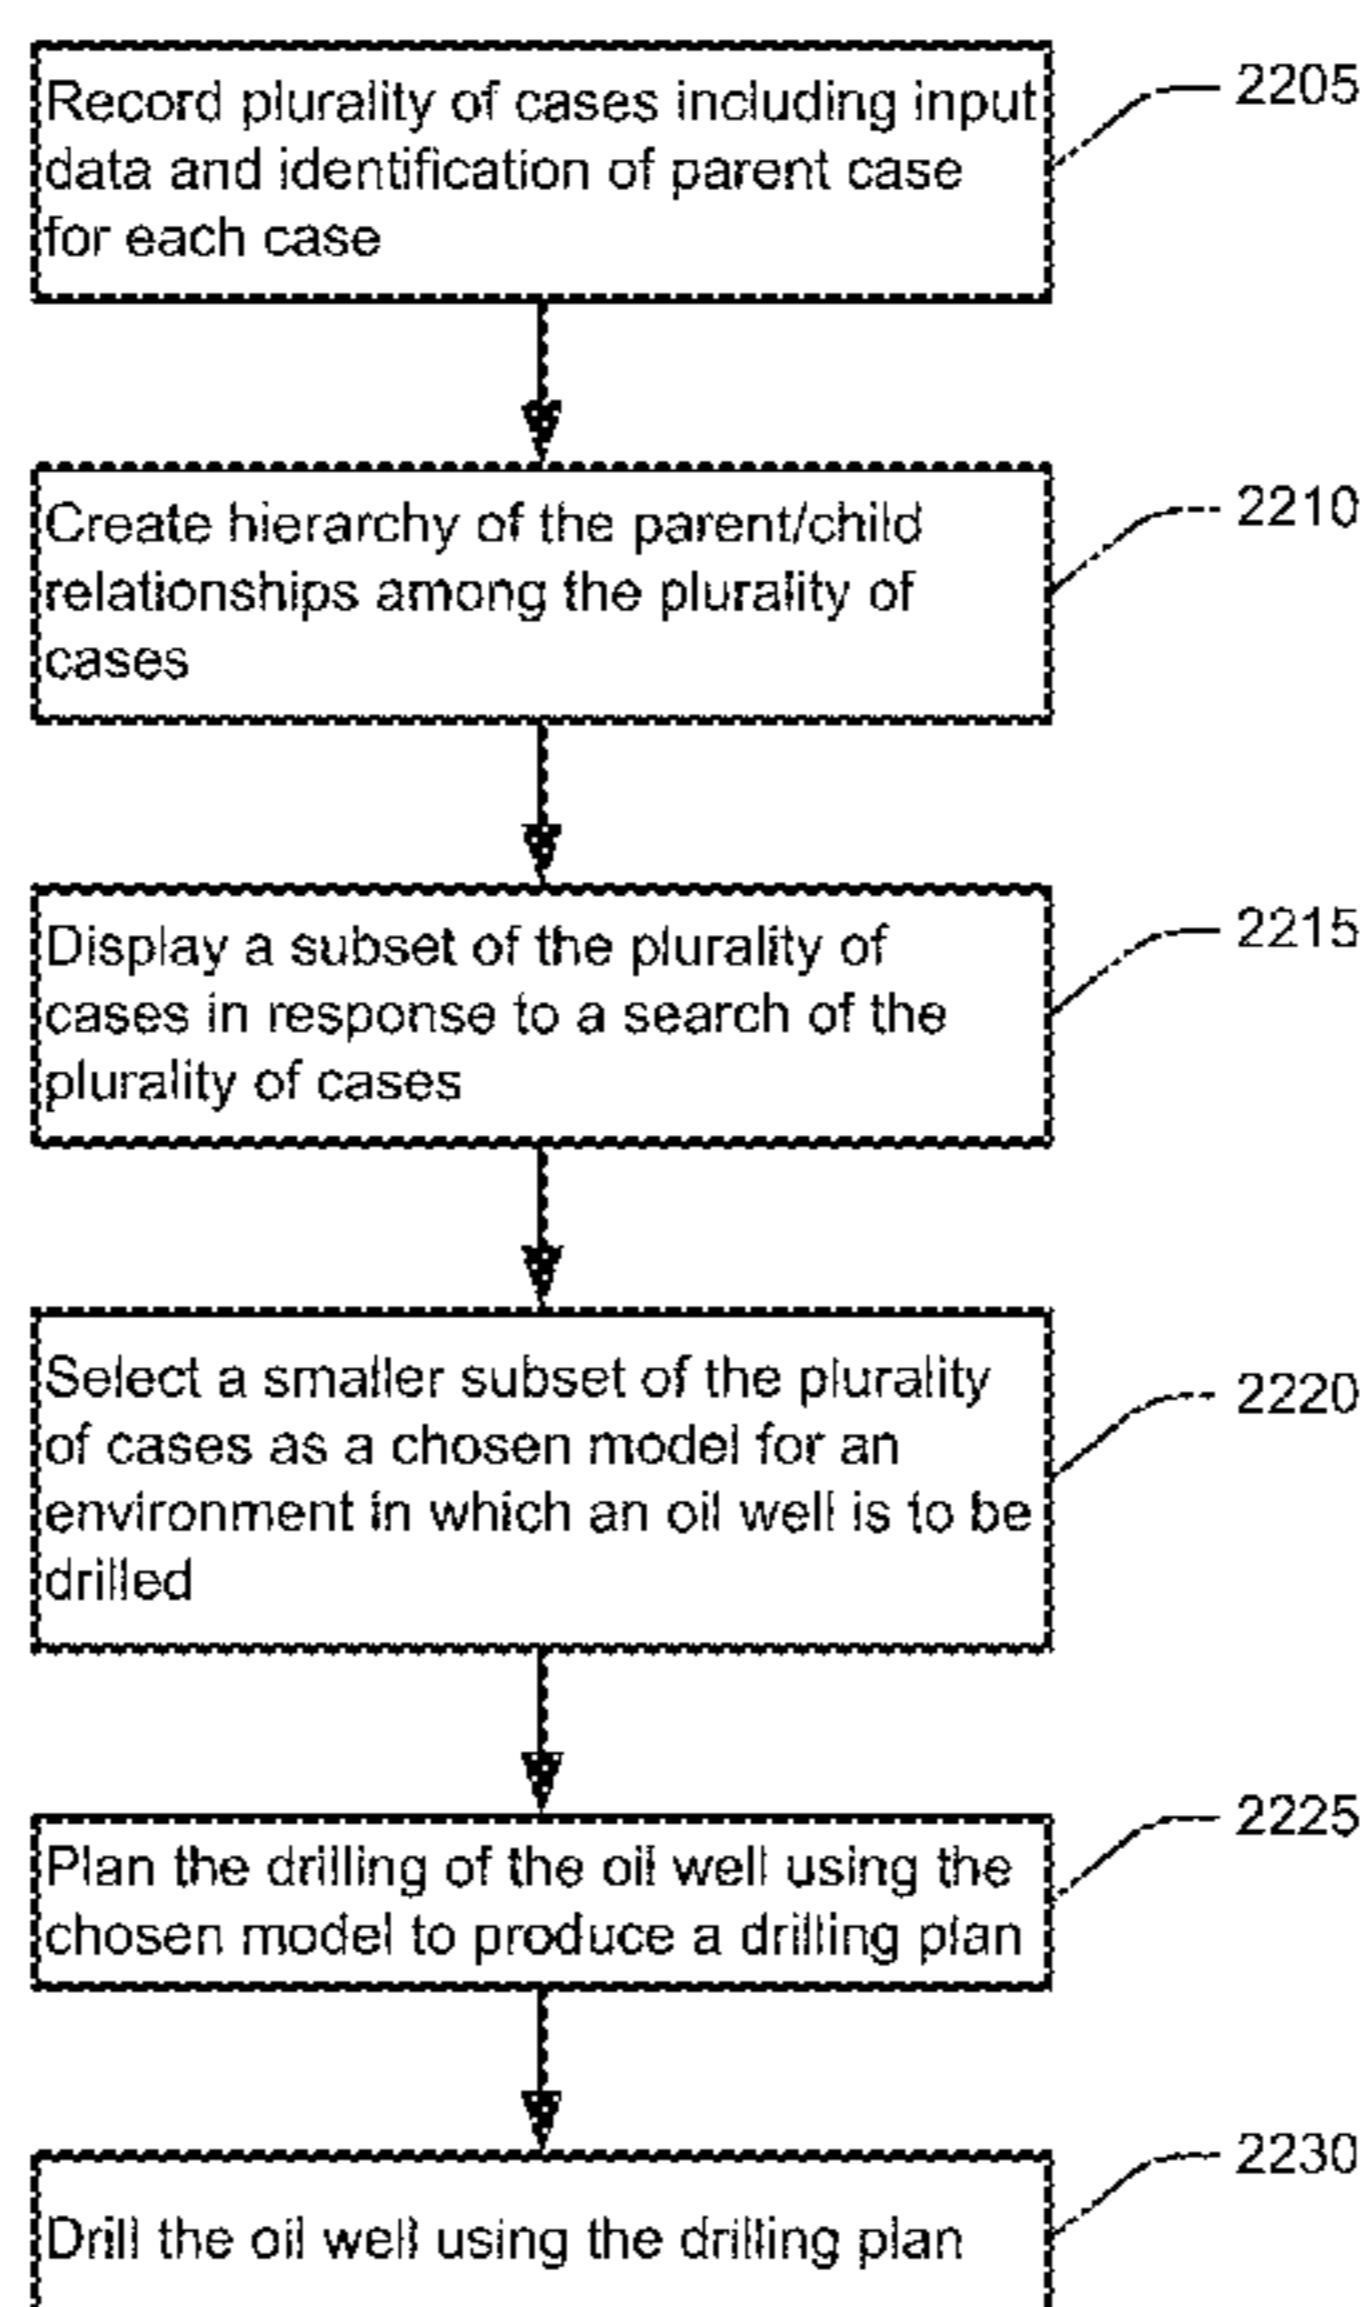 Record plurality of cases including input
data and identification of parent case
for each case
2205
Create hierarchy of the parent/child
relationships among the plurality of
cases
2210
Display a subset of the plurality of
cases in response to a search of the
plurality of cases
2215
Select a smaller subset of the plurality
of cases as a chosen model for an
environment in which an oil well is to be
drilled
2220
Plan the drilling of the oil well using the
chosen model to produce a drilling plan
2225
Drill the oil well using the drilling plan
2230